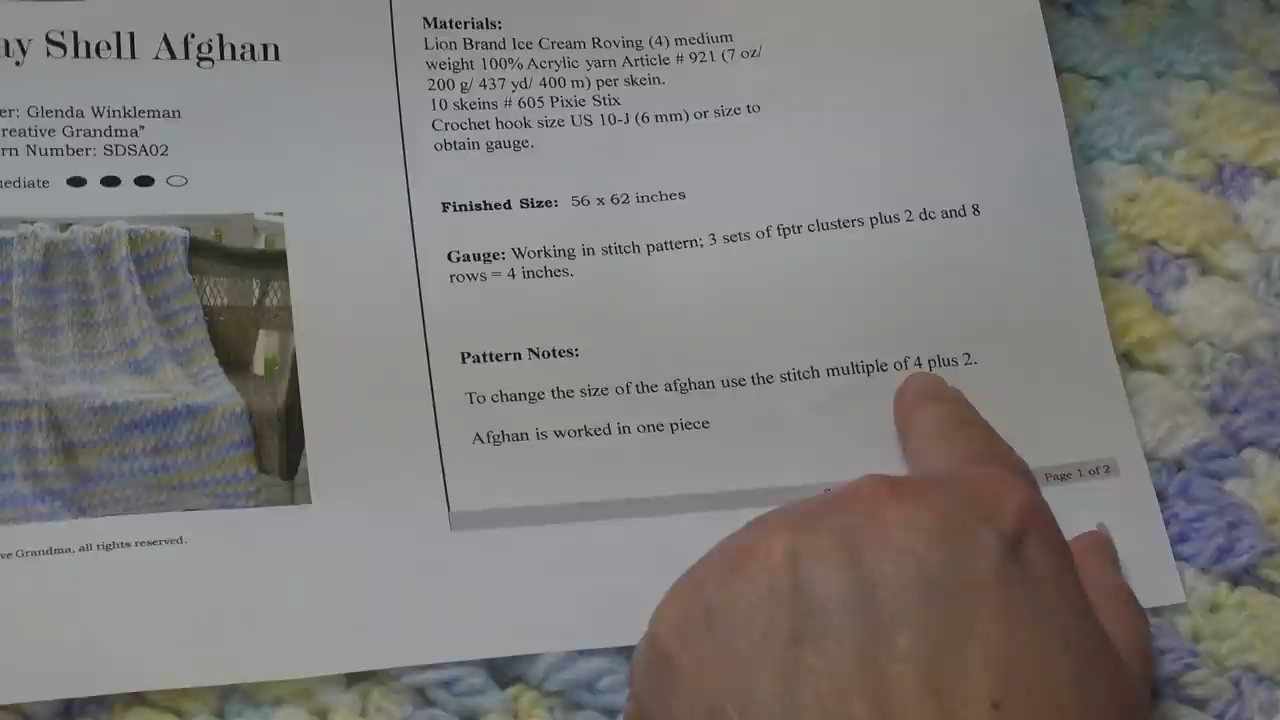 ay Shell Afghan
er: Glenda Winkleman
reative Grandma"
rn Number: SDSA02
nediate
ve Grandma, all rights reserved.
Materials:
Lion Brand Ice Cream Roving (4) medium
weight 100% Acrylic yarn Article # 921 (7 oz/
200 g/ 437 yd/ 400 m) per skein.
10 skeins # 605 Pixie Stix
Crochet hook size US 10-J (6 mm) or size to
obtain gauge.
Finished Size: 56 x 62 inches
Gauge: Working in stitch pattern; 3 sets of fptr clusters plus 2 dc and 8
rows = 4 inches.
Pattern Notes:
To change the size of the afghan use the stitch multiple of 4 plus 2.
Afghan is worked in one piece
Page 1 of 2